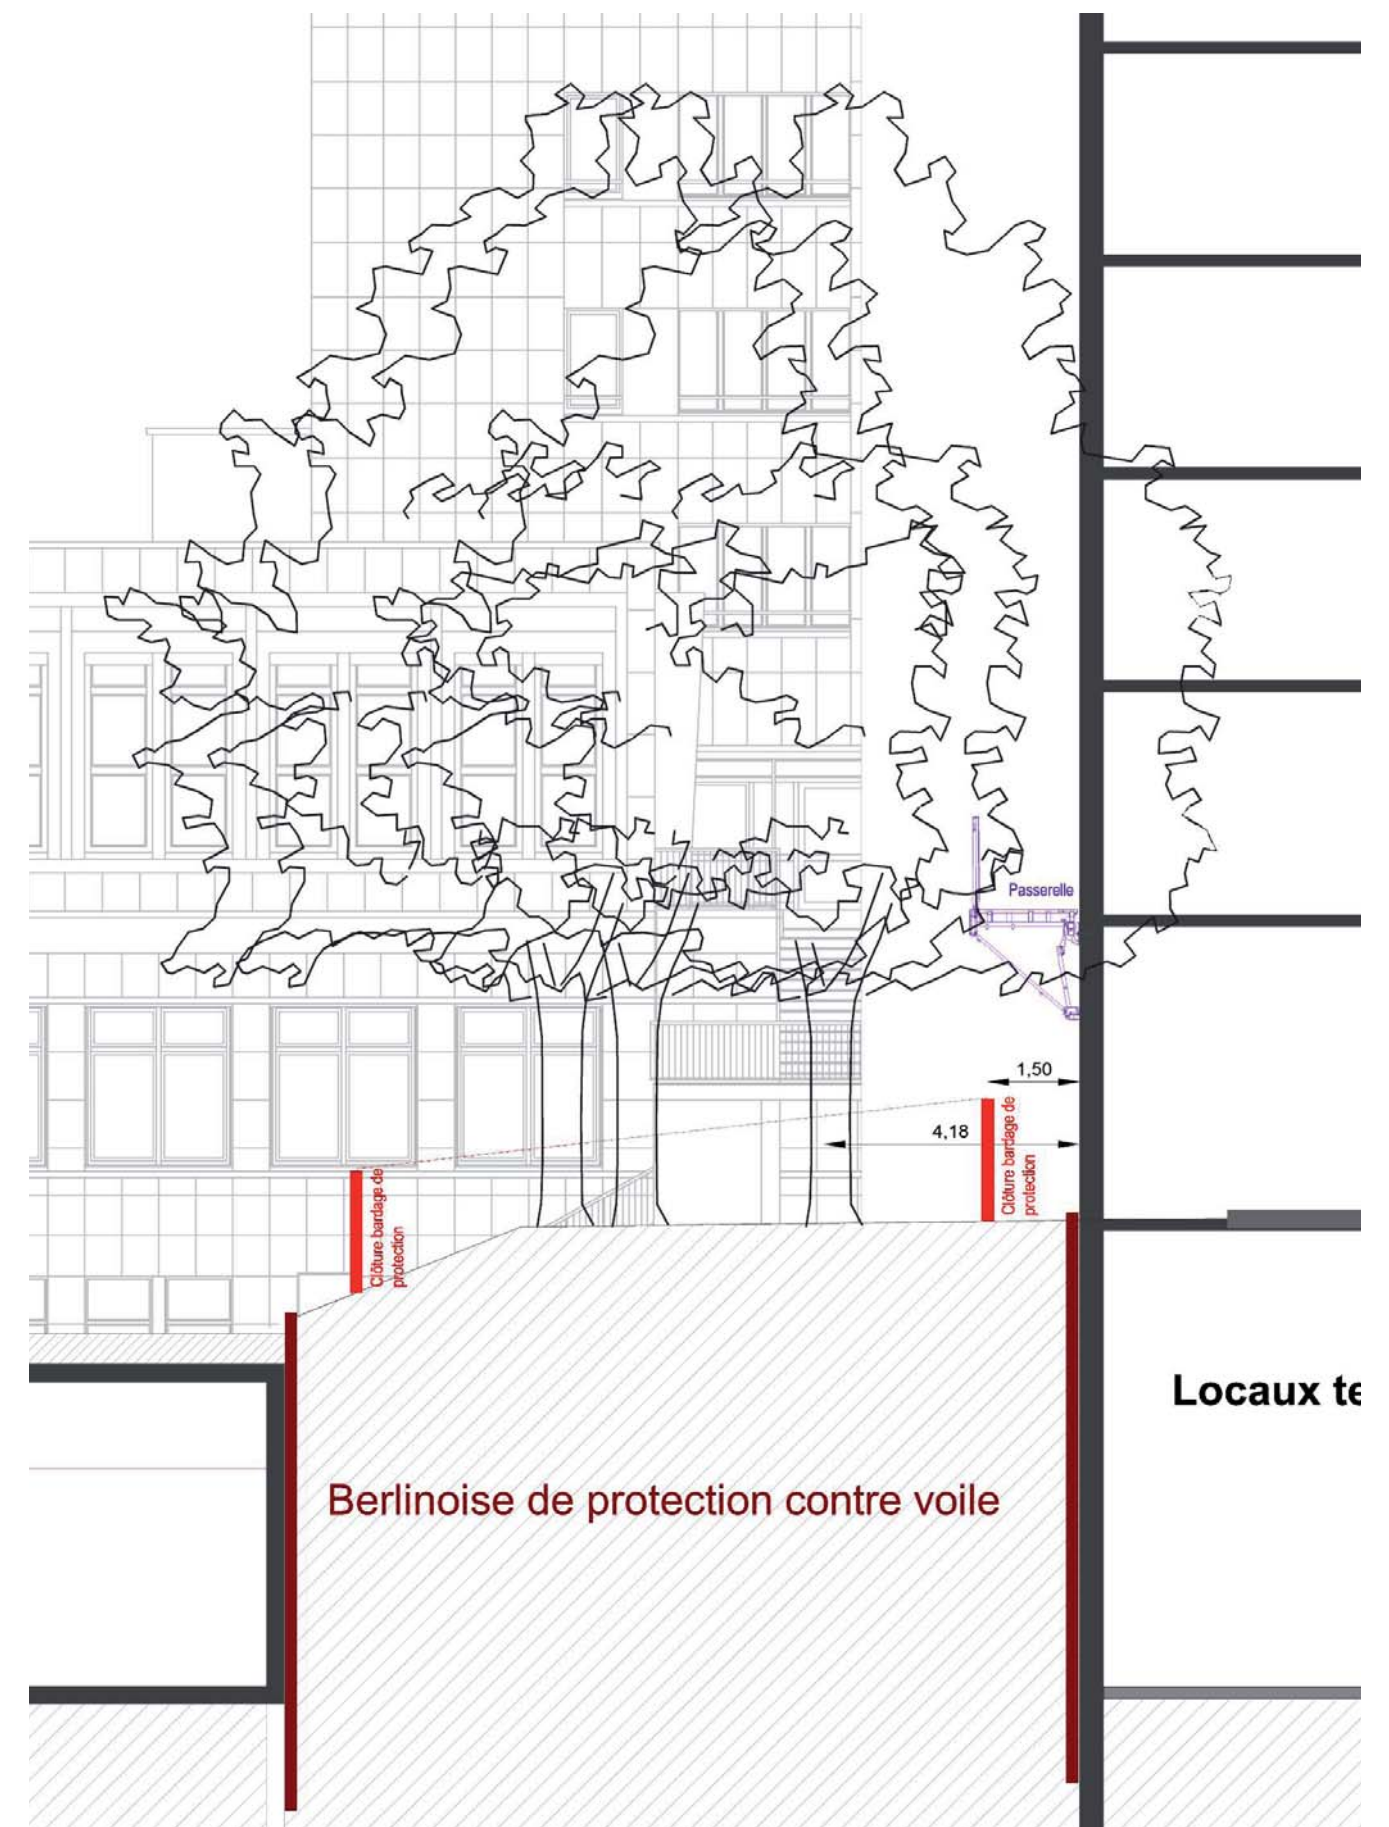 Passerelle
1,50
4,18
Clôture bardage de
protection
Clôture bardage de
protection
Locaux te
Berlinoise de protection contre voile